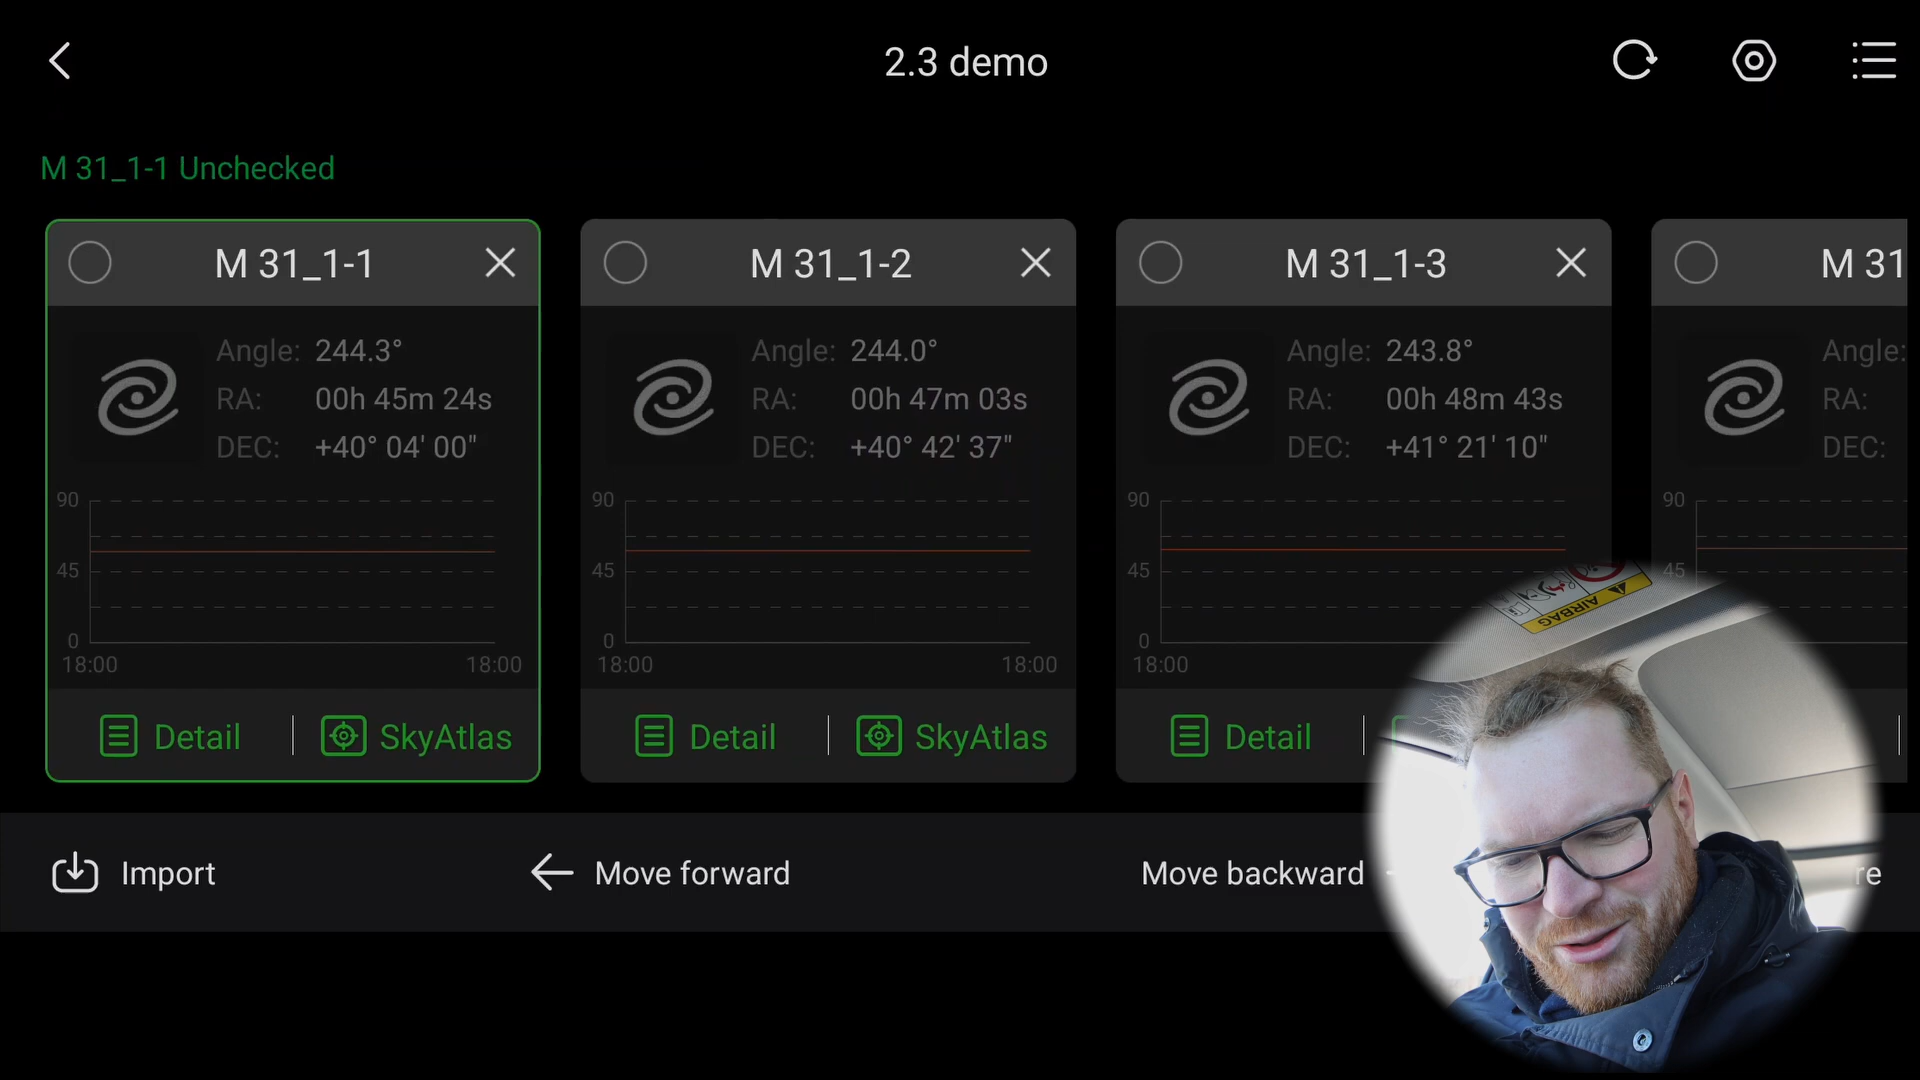 2.3 demo
M 31_1-1 Unchecked
M 31_1-1
M 31_1-2
M 31_1-3
M 31
Angle: 244.3°
RA: 00h 45m 24s
DEC: +40° 04' 00"
Angle: 244.0°
RA: 00h 47m 03s
DEC: +40° 42' 37"
Angle: 243.8°
RA: 00h 48m 43s
DEC: +41° 21' 10"
Angle:
RA:
DEC:
90
45
0
18:00 18:00
90
45
0
18:00 18:00
90
45
0
18:00
90
45
Detail SkyAtlas
Detail SkyAtlas
Detail
Import
Move forward
Move backward
re
AIRBAG